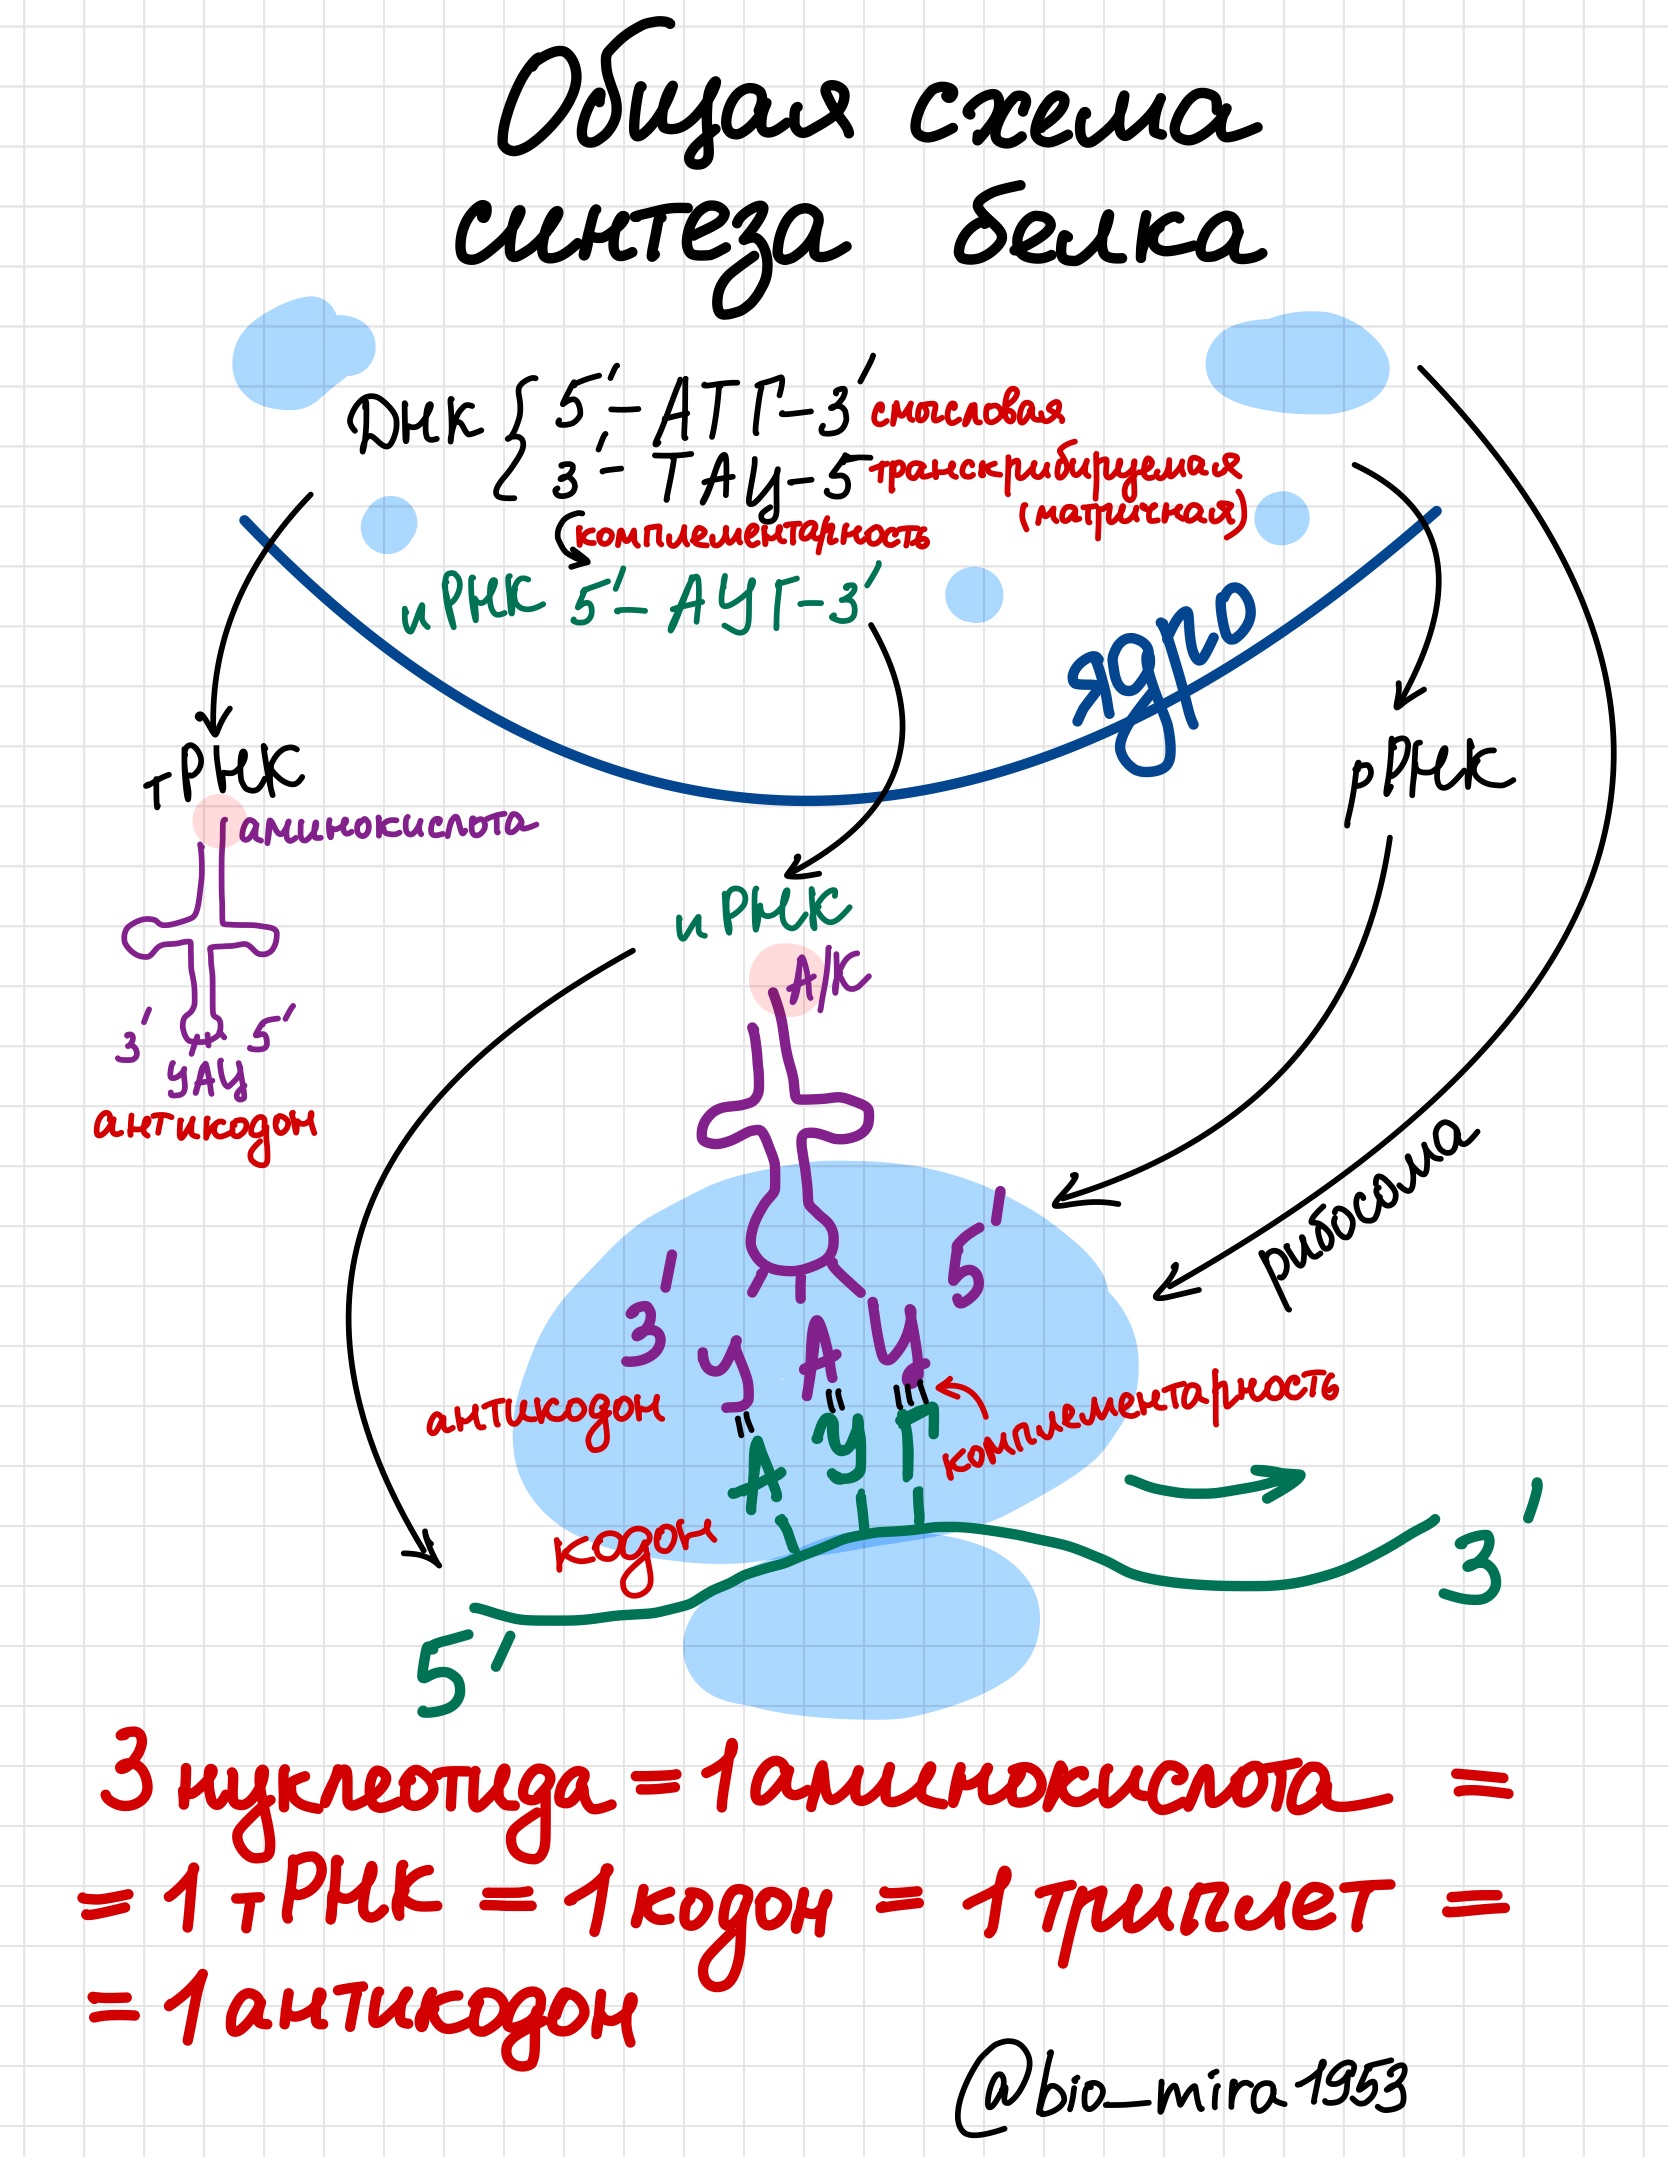 Общая схема
синтеза белка
ДНК { 5'-АТГ-3' смысловая
3'-ТАЦ-5 транскрибируемая
(матричная)
комплементарность
иРНК 5'-АУГ-3'
ядро
тРНК
аминокислота
3' 5'
УАЦ
антикодон
рРНК
иРНК
А/К
рибосома
3' 5'
УАЦ
антикодон
комплементарность
АУГ
кодон
5'
3'
3 нуклеотида = 1 аминокислота =
= 1 тРНК = 1 кодон = 1 триплет =
= 1 антикодон
@bio_mira1953